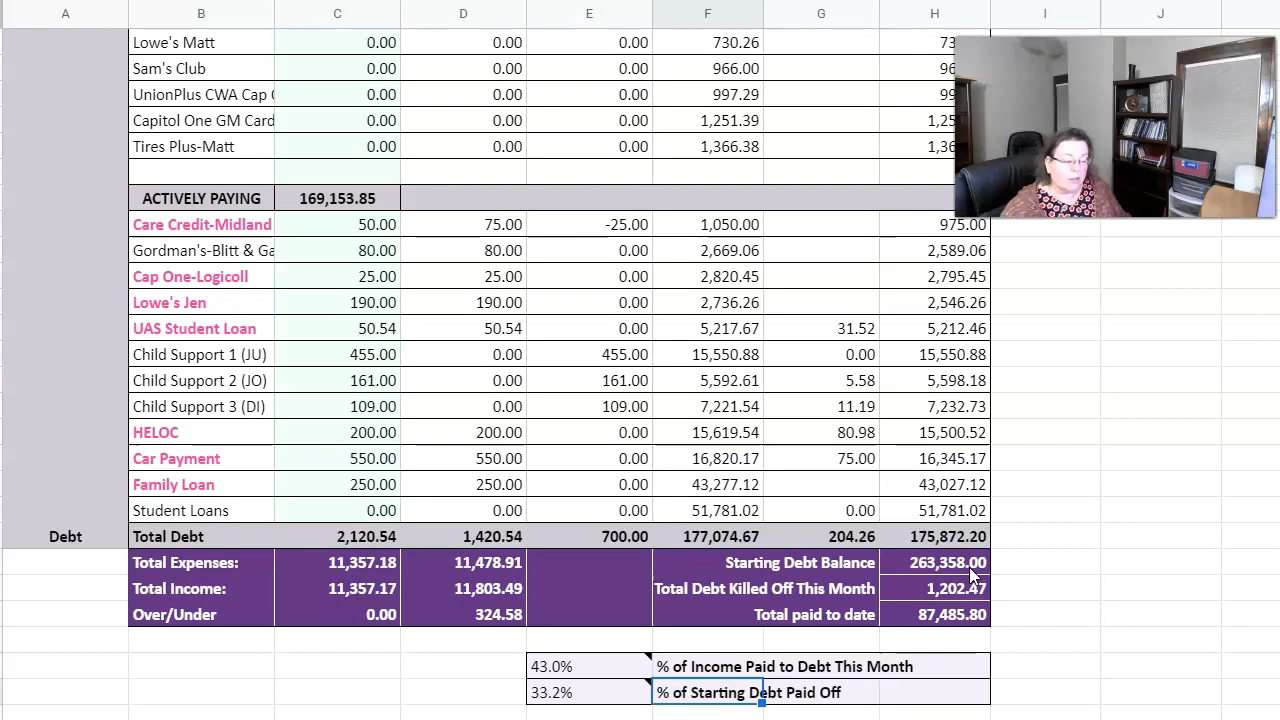 A B C D E F G H I J
Lowe's Matt 0.00 0.00 0.00 730.26 73
Sam's Club 0.00 0.00 0.00 966.00 96
UnionPlus CWA Cap 0.00 0.00 0.00 997.29 99
Capitol One GM Card 0.00 0.00 0.00 1,251.39 1,25
Tires Plus-Matt 0.00 0.00 0.00 1,366.38 1,36
ACTIVELY PAYING 169,153.85
Care Credit-Midland 50.00 75.00 -25.00 1,050.00 975.00
Gordman's-Blitt & Ga 80.00 80.00 0.00 2,669.06 2,589.06
Cap One-Logicoll 25.00 25.00 0.00 2,820.45 2,795.45
Lowe's Jen 190.00 190.00 0.00 2,736.26 2,546.26
UAS Student Loan 50.54 50.54 0.00 5,217.67 31.52 5,212.46
Child Support 1 (JU) 455.00 0.00 455.00 15,550.88 0.00 15,550.88
Child Support 2 (JO) 161.00 0.00 161.00 5,592.61 5.58 5,598.18
Child Support 3 (DI) 109.00 0.00 109.00 7,221.54 11.19 7,232.73
HELOC 200.00 200.00 0.00 15,619.54 80.98 15,500.52
Car Payment 550.00 550.00 0.00 16,820.17 75.00 16,345.17
Family Loan 250.00 250.00 0.00 43,277.12 43,027.12
Student Loans 0.00 0.00 0.00 51,781.02 0.00 51,781.02
Debt Total Debt 2,120.54 1,420.54 700.00 177,074.67 204.26 175,872.20
Total Expenses: 11,357.18 11,478.91 Starting Debt Balance 263,358.00
Total Income: 11,357.17 11,803.49 Total Debt Killed Off This Month 1,202.47
Over/Under 0.00 324.58 Total paid to date 87,485.80
43.0% % of Income Paid to Debt This Month
33.2% % of Starting Debt Paid Off